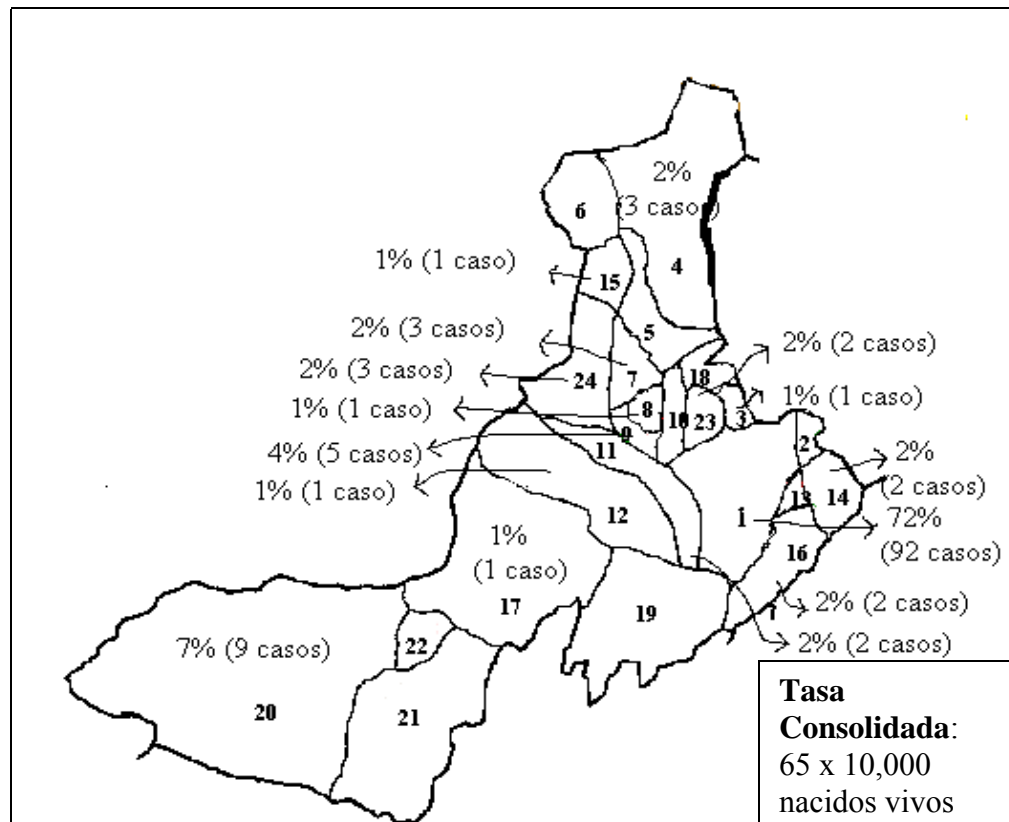 2%
(3 casos)
6
4
1% (1 caso)
15
5
2% (3 casos)
2% (2 casos)
2% (3 casos)
24
7
18
1% (1 caso)
1% (1 caso)
8
10
23
3
9
4% (5 casos)
11
2
2%
(2 casos)
1% (1 caso)
13
14
12
1
72%
(92 casos)
16
1%
(1 caso)
17
19
2% (2 casos)
2% (2 casos)
7% (9 casos)
22
20
21
Tasa
Consolidada:
65 x 10,000
nacidos vivos